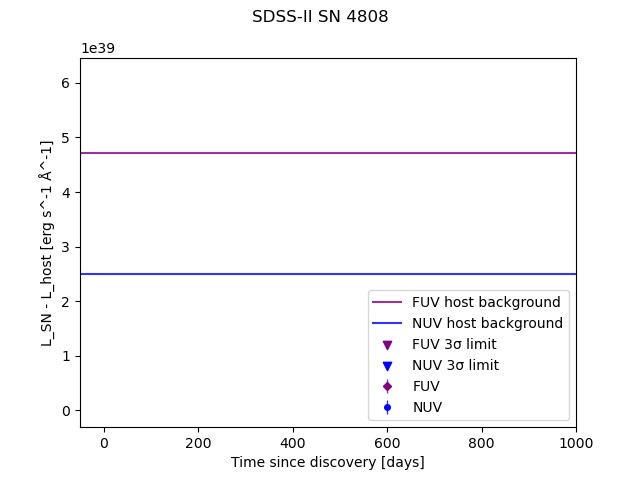 SDSS-II SN 4808
1e39
6
5
4
3
2
1
0
L_SN - L_host [erg s^-1 Å^-1]
FUV host background
NUV host background
FUV 3σ limit
NUV 3σ limit
FUV
NUV
0 200 400 600 800 1000
Time since discovery [days]